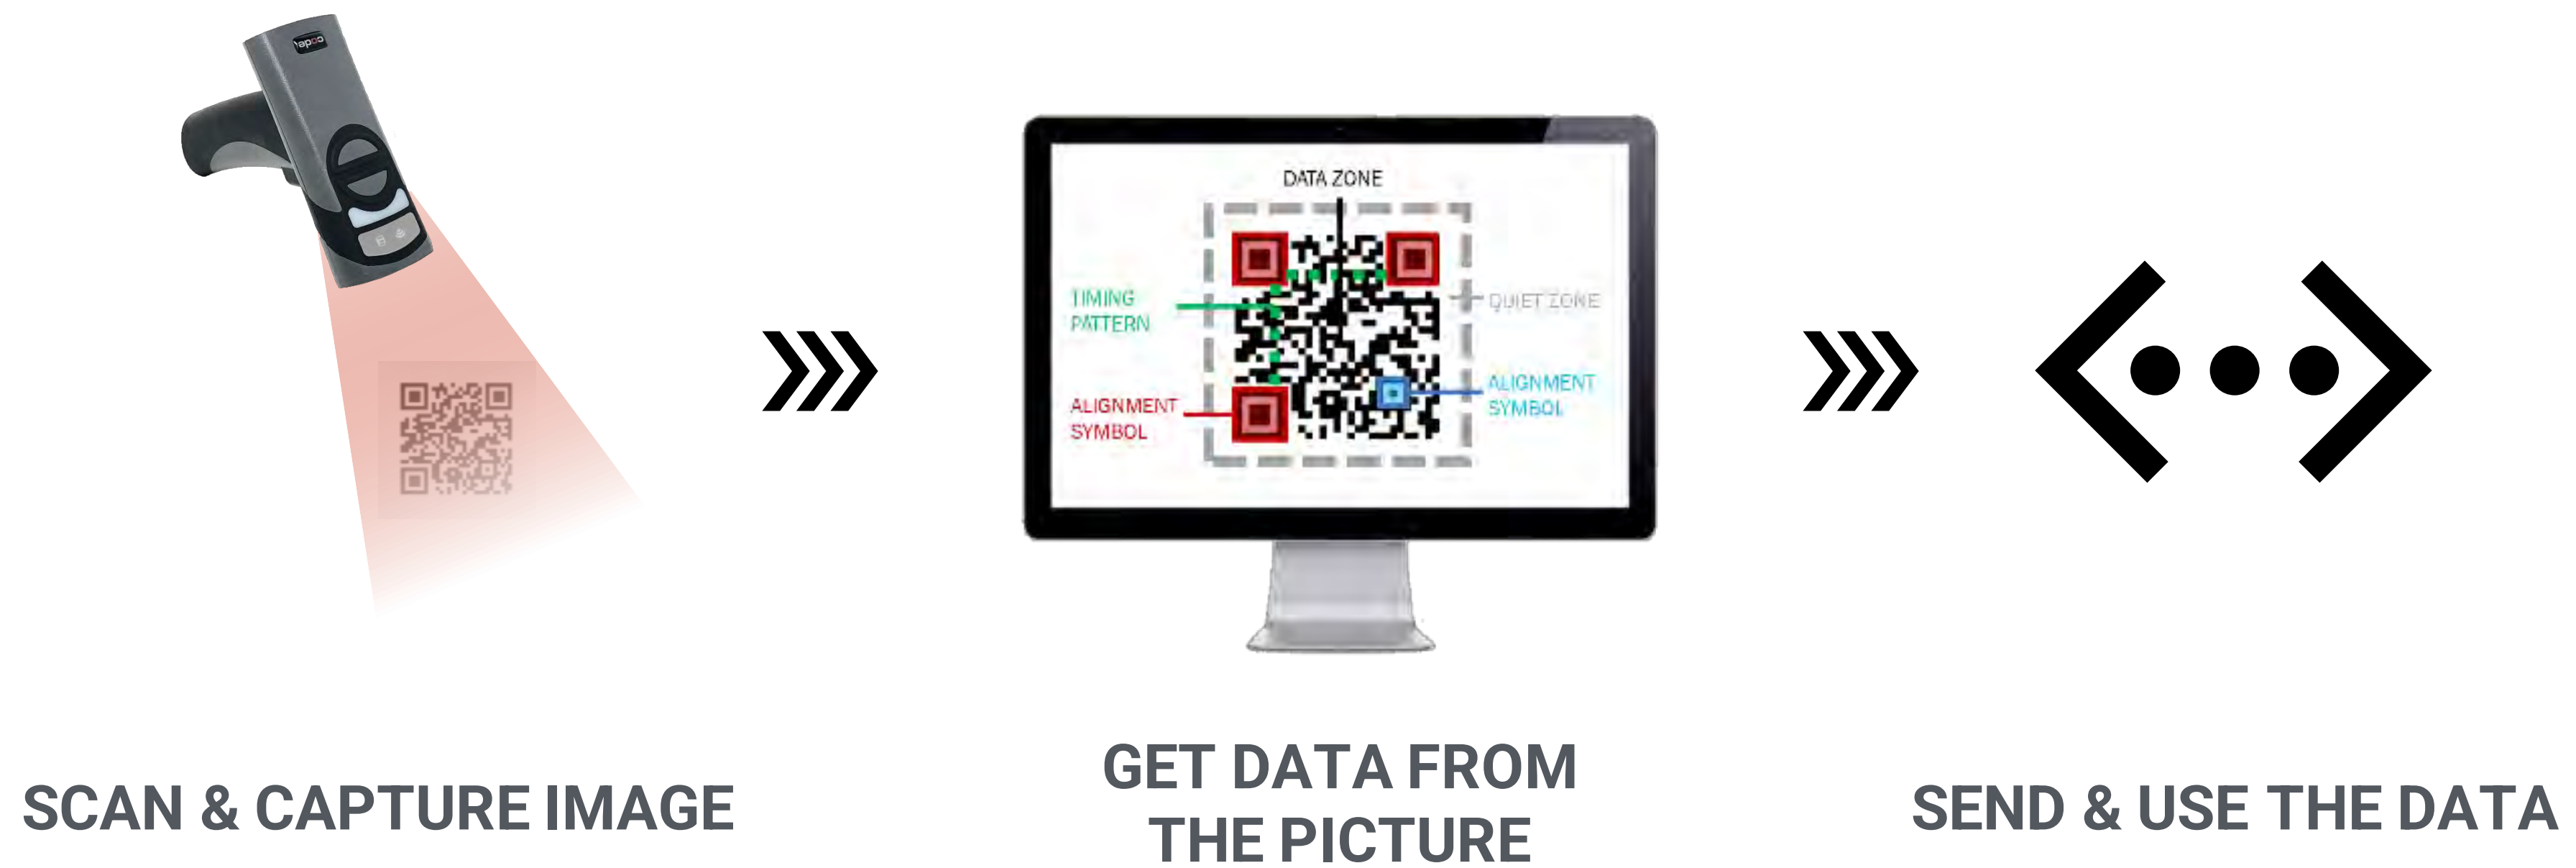 code
DATA ZONE
TIMING
PATTERN
QUIET ZONE
ALIGNMENT
SYMBOL
ALIGNMENT
SYMBOL
SCAN & CAPTURE IMAGE
GET DATA FROM
THE PICTURE
SEND & USE THE DATA